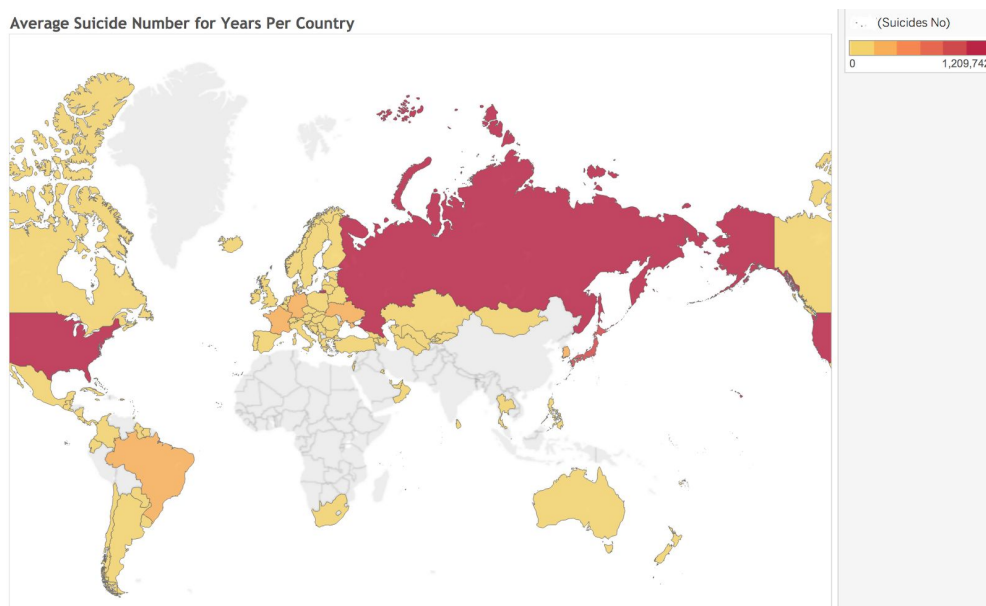 Average Suicide Number for Years Per Country
(Suicides No)
0 1,209,742